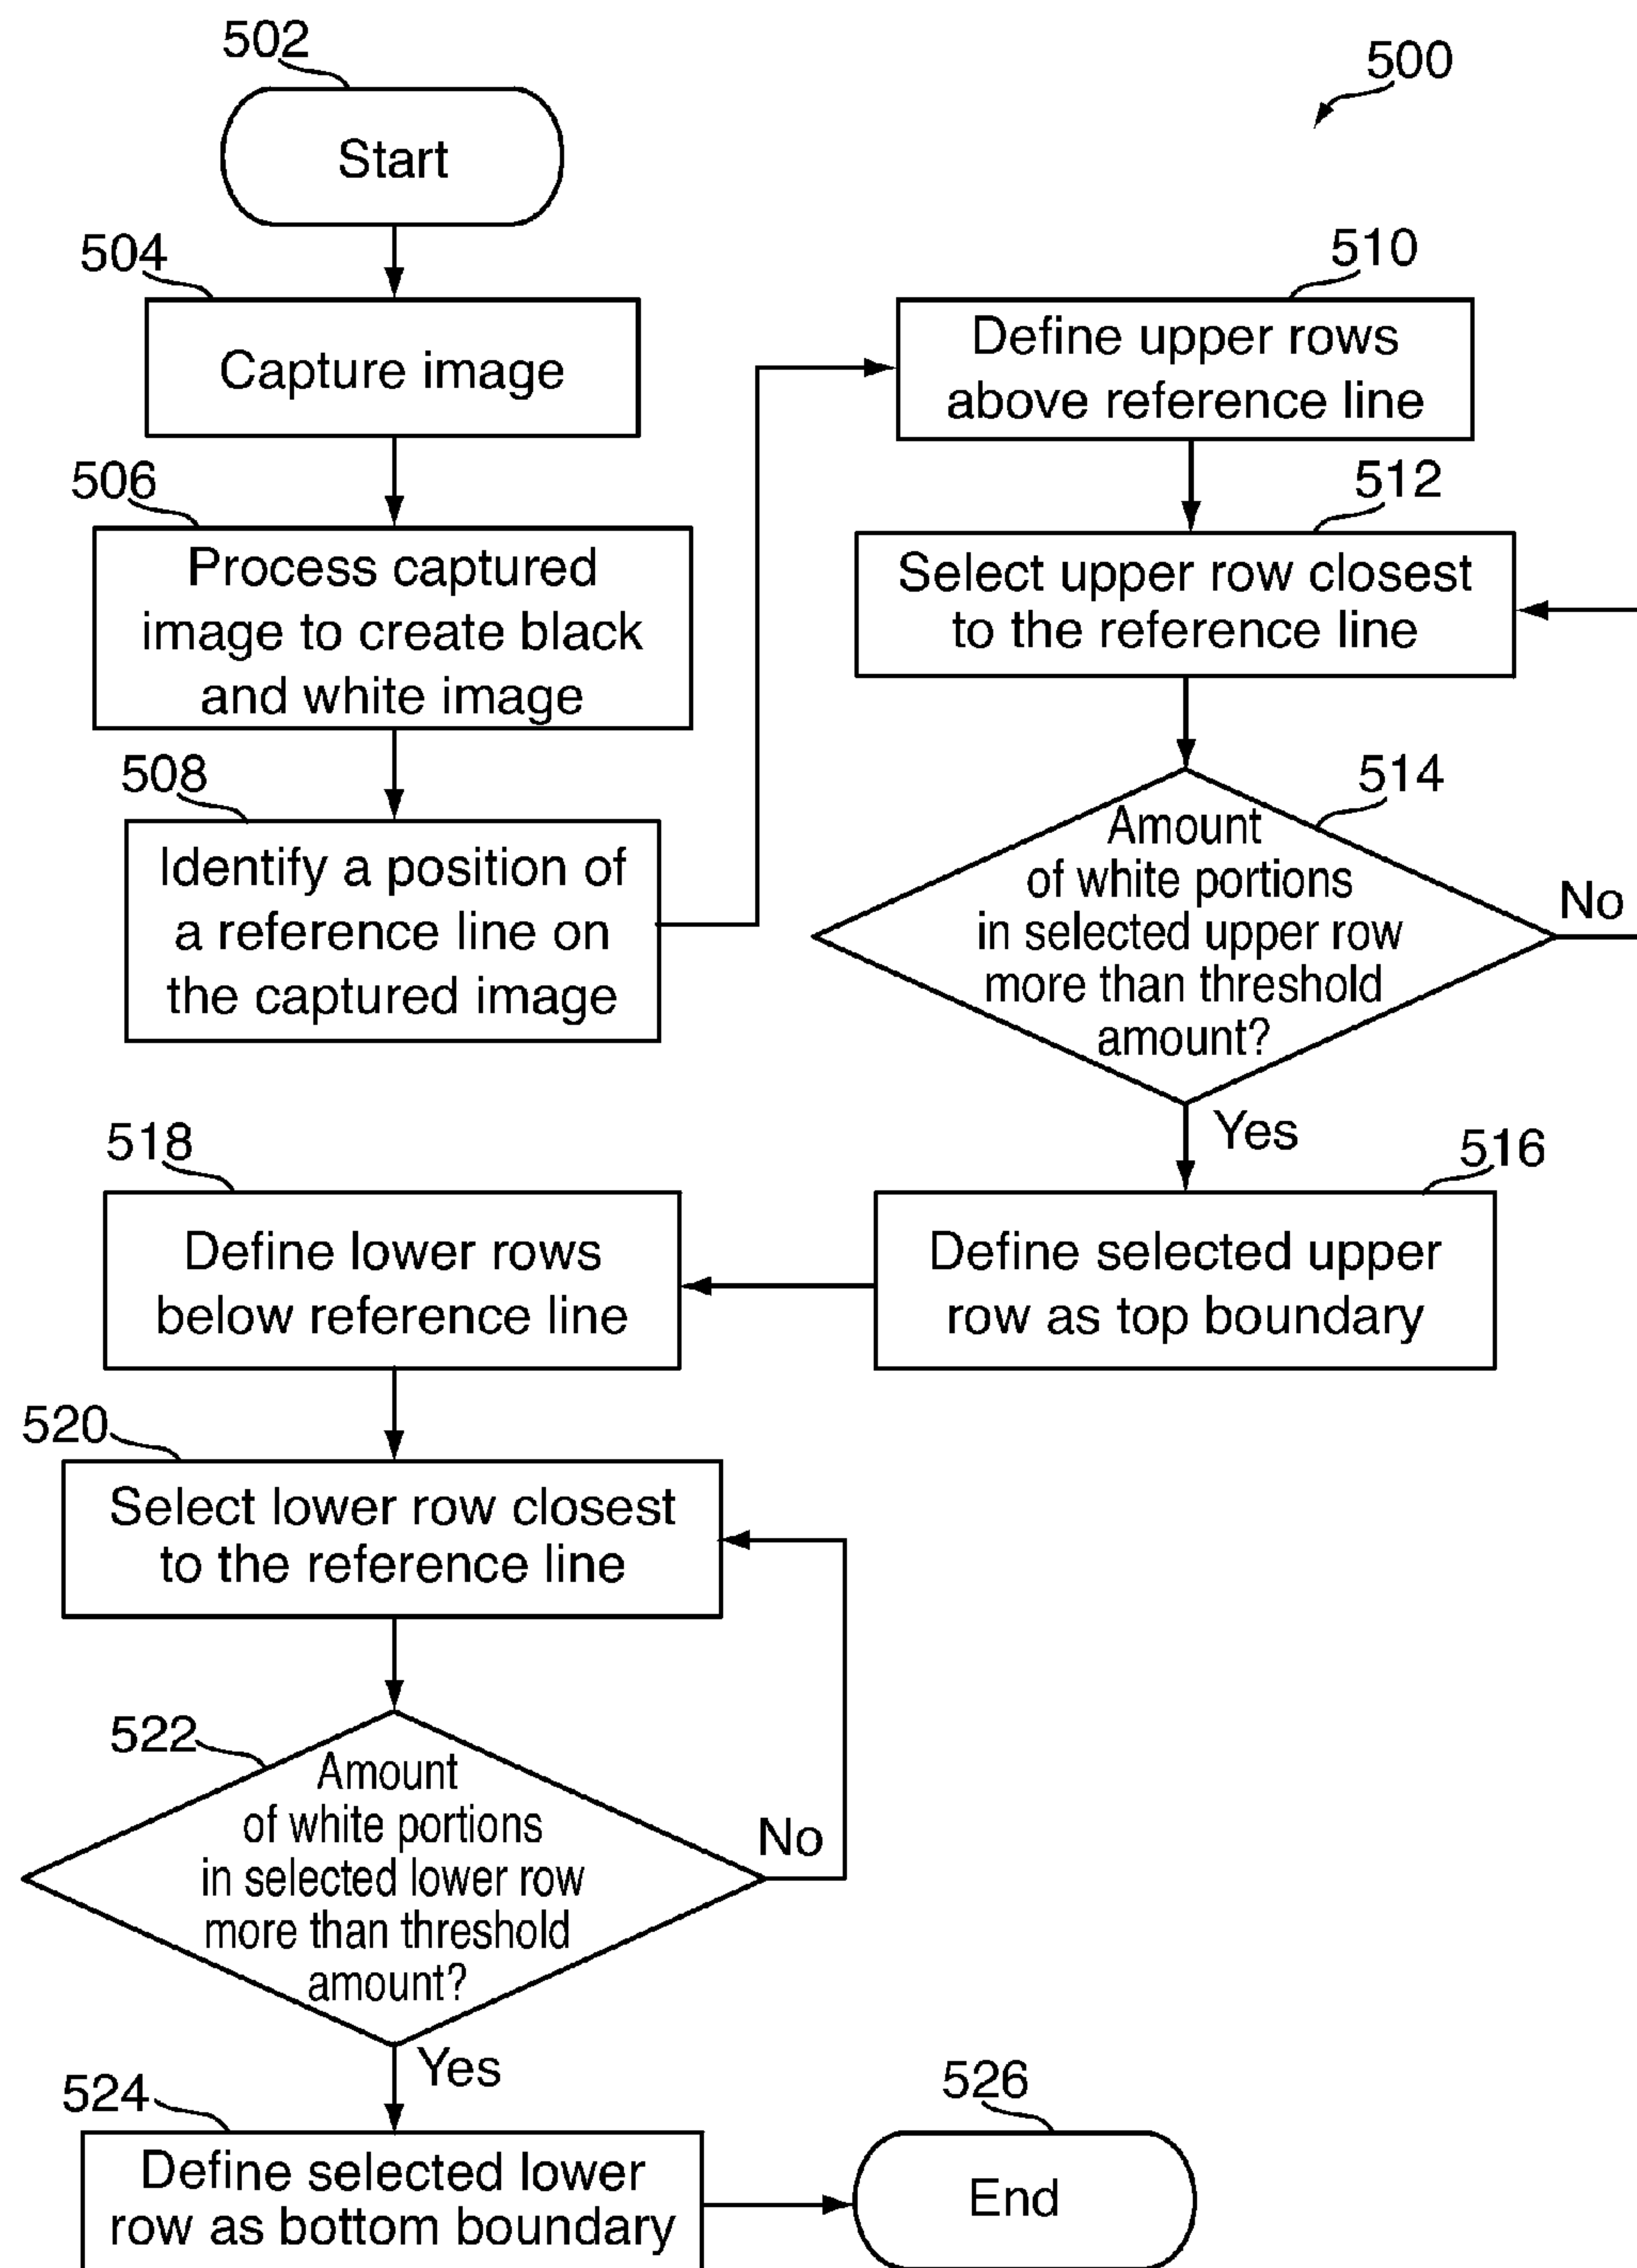 500
502
Start
504
Capture image
506
Process captured
image to create black
and white image
508
Identify a position of
a reference line on
the captured image
510
Define upper rows
above reference line
512
Select upper row closest
to the reference line
514
Amount
of white portions
in selected upper row
more than threshold
amount?
No
Yes
516
Define selected upper
row as top boundary
518
Define lower rows
below reference line
520
Select lower row closest
to the reference line
522
Amount
of white portions
in selected lower row
more than threshold
amount?
No
Yes
524
Define selected lower
row as bottom boundary
526
End